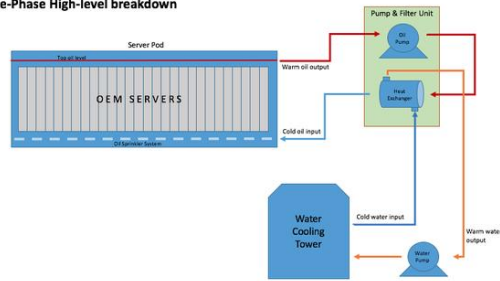 e-Phase High-level breakdown
Pump & Filter Unit
Server Pod
Oil
Pump
Top oil level
Warm oil output
OEM SERVERS
Heat
Exchanger
Cold oil input
Oil Sprinkler System
Water
Cooling
Tower
Cold water input
Warm wate
output
Water
Pump